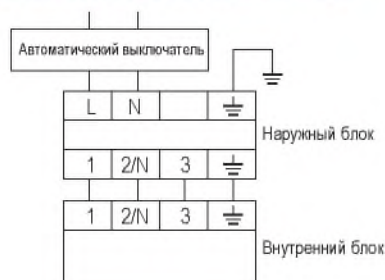 Автоматический выключатель
L N
Наружный блок
1 2/N 3
1 2/N 3
Внутренний блок